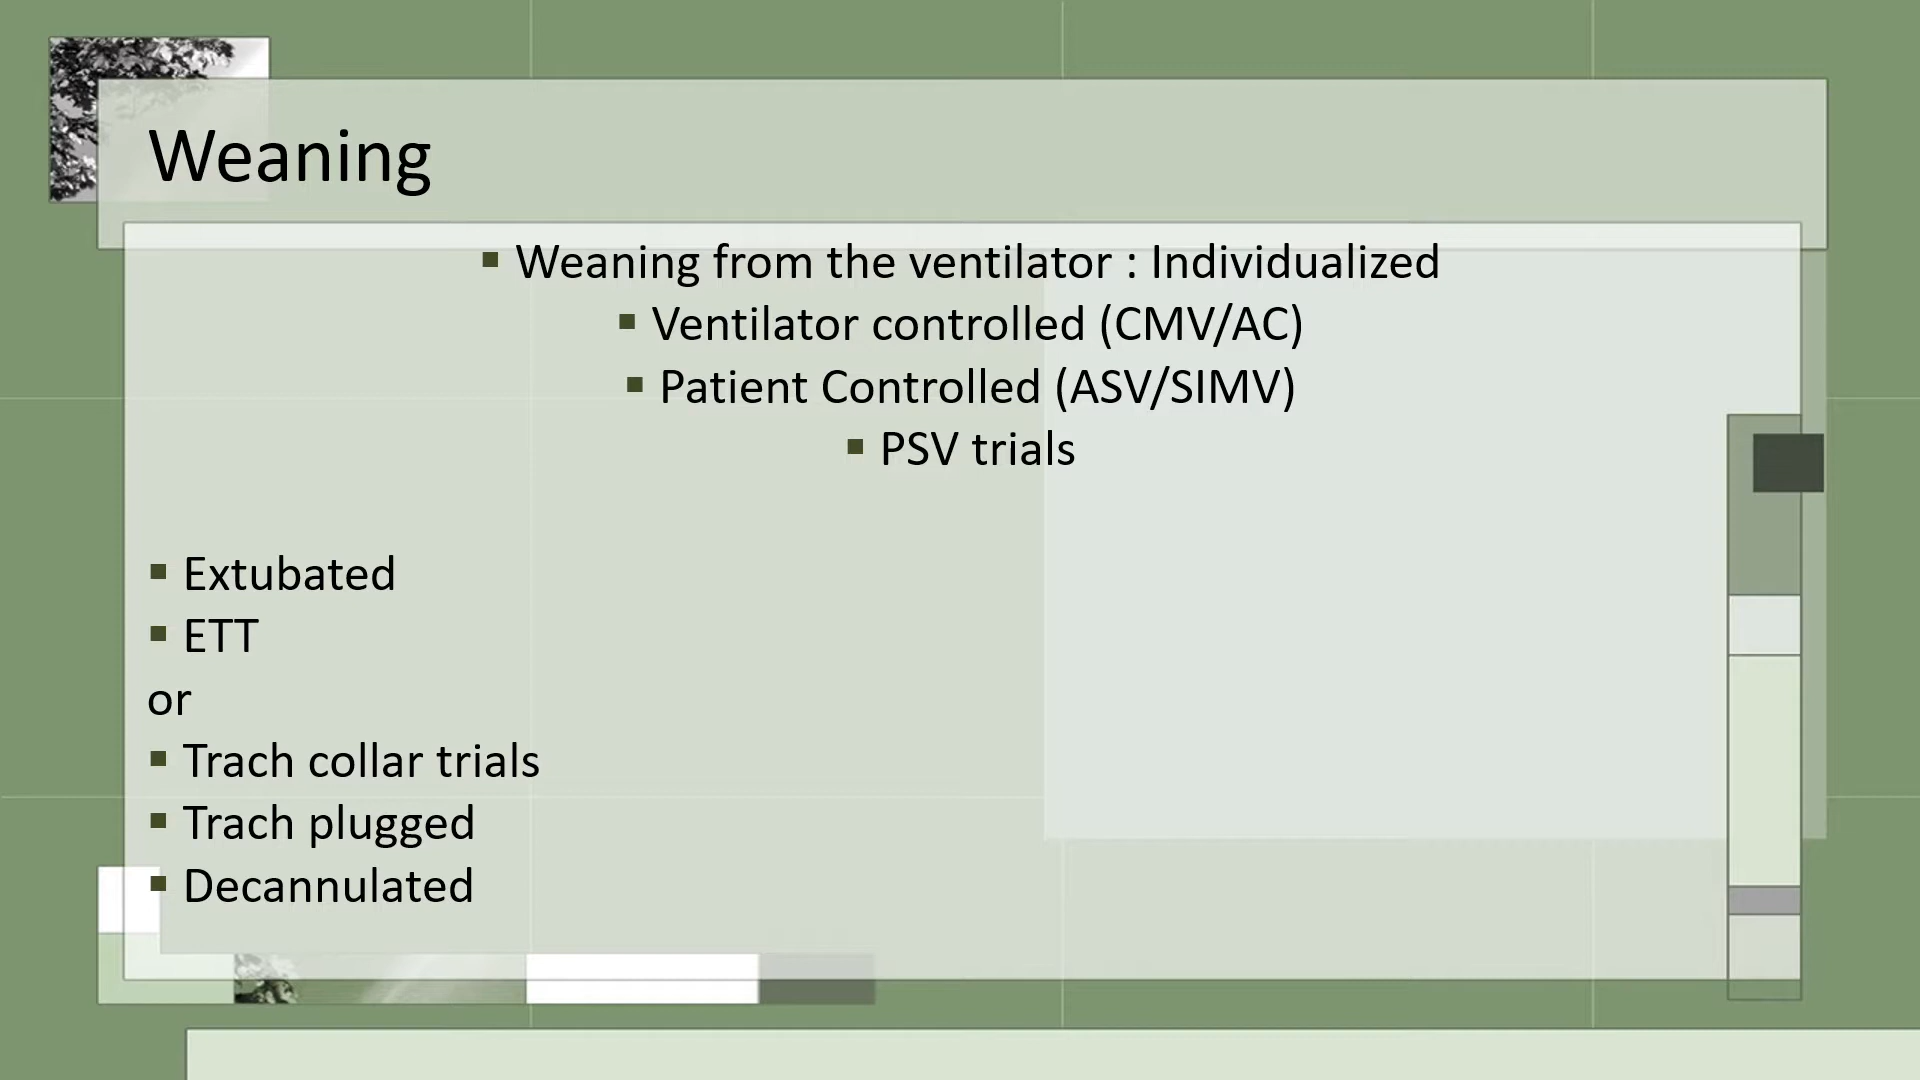 Weaning
▪ Weaning from the ventilator : Individualized
▪ Ventilator controlled (CMV/AC)
▪ Patient Controlled (ASV/SIMV)
▪ PSV trials
▪ Extubated
▪ ETT
or
▪ Trach collar trials
▪ Trach plugged
▪ Decannulated